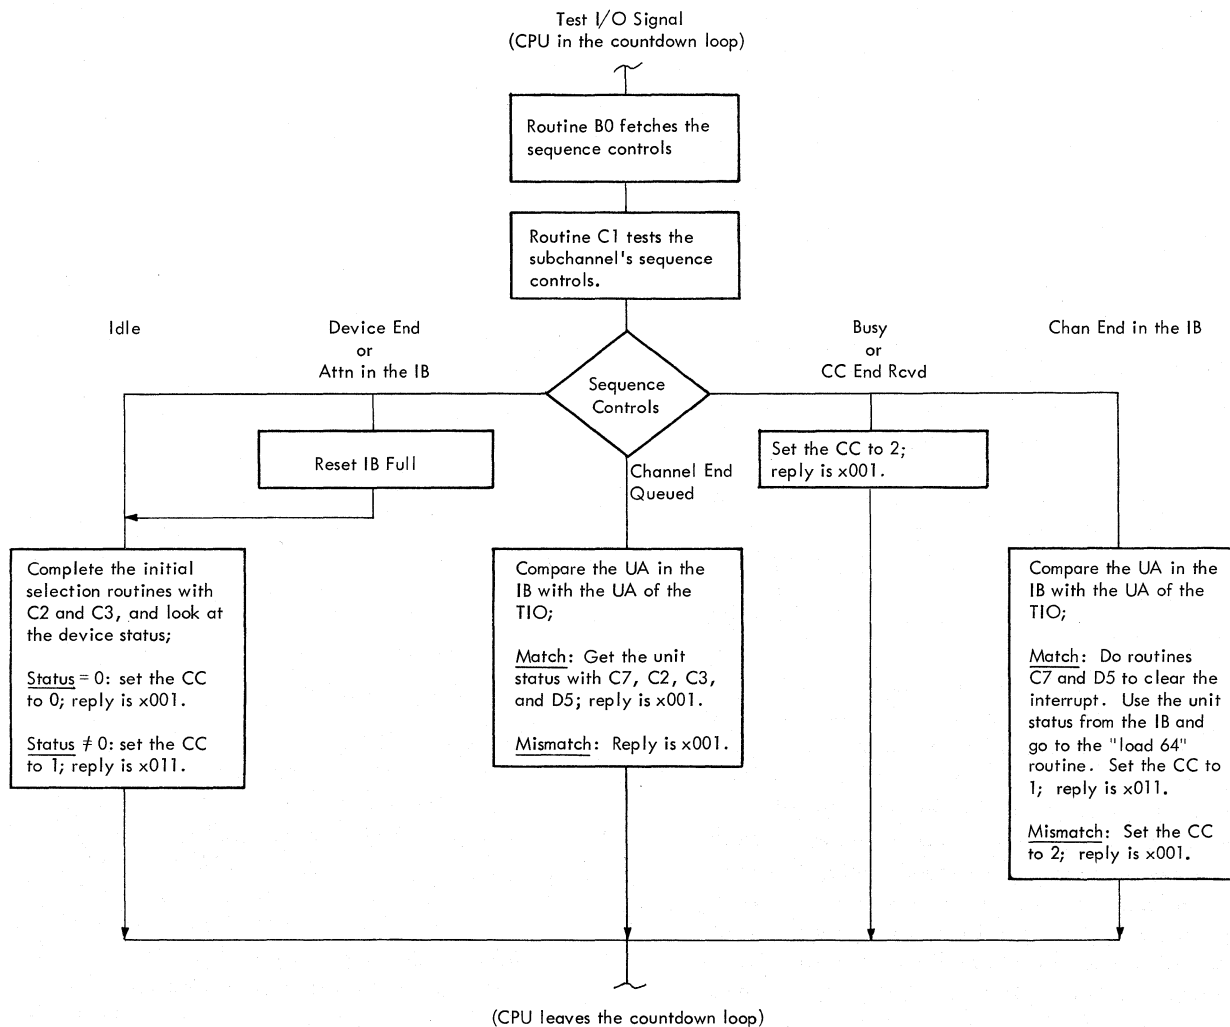 Test I/O Signal
(CPU in the countdown loop)
Routine B0 fetches the
sequence controls
Routine C1 tests the
subchannel's sequence
controls.
Idle
Device End
or
Attn in the IB
Busy
or
CC End Rcvd
Chan End in the IB
Sequence
Controls
Reset IB Full
Set the CC to 2;
reply is x001.
Channel End
Queued
Complete the initial
selection routines with
C2 and C3, and look at
the device status;
Status = 0: set the CC
to 0; reply is x001.
Status ≠ 0: set the CC
to 1; reply is x011.
Compare the UA in the
IB with the UA of the
TIO;
Match: Get the unit
status with C7, C2, C3,
and D5; reply is x001.
Mismatch: Reply is x001.
Compare the UA in the
IB with the UA of the
TIO;
Match: Do routines
C7 and D5 to clear the
interrupt. Use the unit
status from the IB and
go to the "load 64"
routine. Set the CC to
1; reply is x011.
Mismatch: Set the CC
to 2; reply is x001.
(CPU leaves the countdown loop)